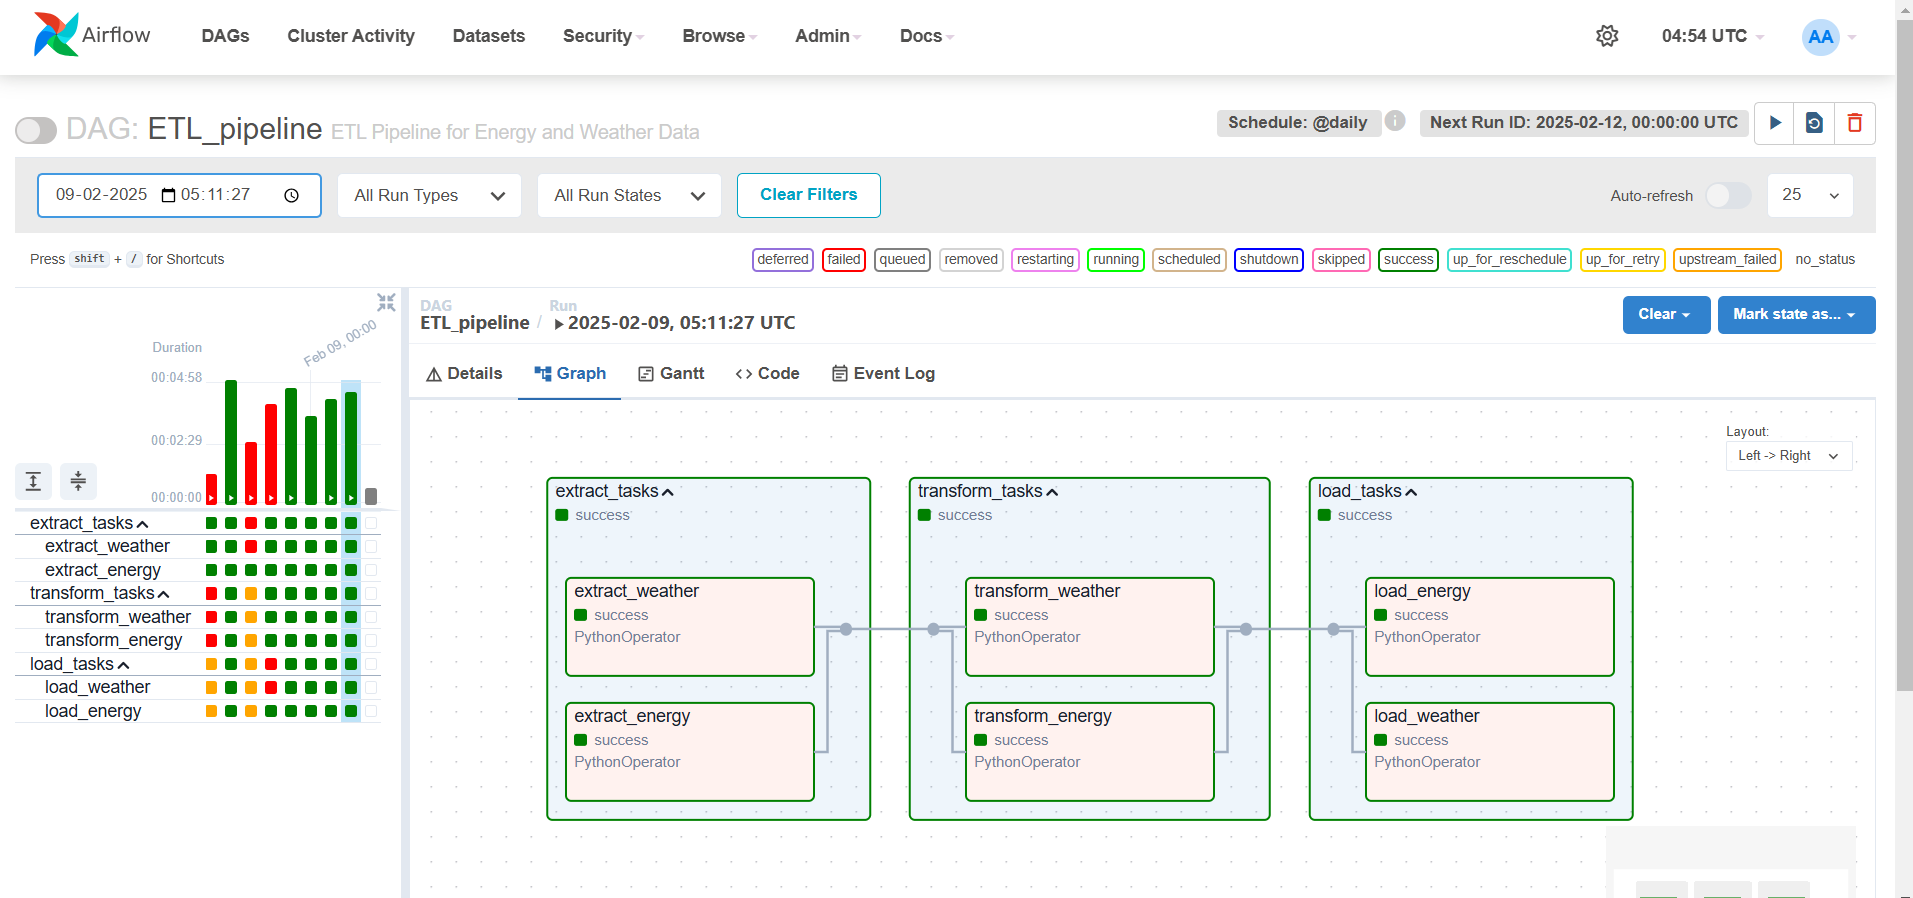 Airflow DAGs Cluster Activity Datasets Security Browse Admin Docs 04:54 UTC AA
DAG: ETL_pipeline ETL Pipeline for Energy and Weather Data Schedule: @daily Next Run ID: 2025-02-12, 00:00:00 UTC
09-02-2025 05:11:27 All Run Types All Run States Clear Filters Auto-refresh 25
Press shift + / for Shortcuts deferred failed queued removed restarting running scheduled shutdown skipped success up_for_reschedule up_for_retry upstream_failed no_status
Feb 09, 00:00
Duration
00:04:58
00:02:29
00:00:00
extract_tasks
extract_weather
extract_energy
transform_tasks
transform_weather
transform_energy
load_tasks
load_weather
load_energy
DAG Run
ETL_pipeline / 2025-02-09, 05:11:27 UTC
Clear Mark state as...
Details Graph Gantt Code Event Log
Layout:
Left -> Right
extract_tasks
success
extract_weather
success
PythonOperator
extract_energy
success
PythonOperator
transform_tasks
success
transform_weather
success
PythonOperator
transform_energy
success
PythonOperator
load_tasks
success
load_energy
success
PythonOperator
load_weather
success
PythonOperator